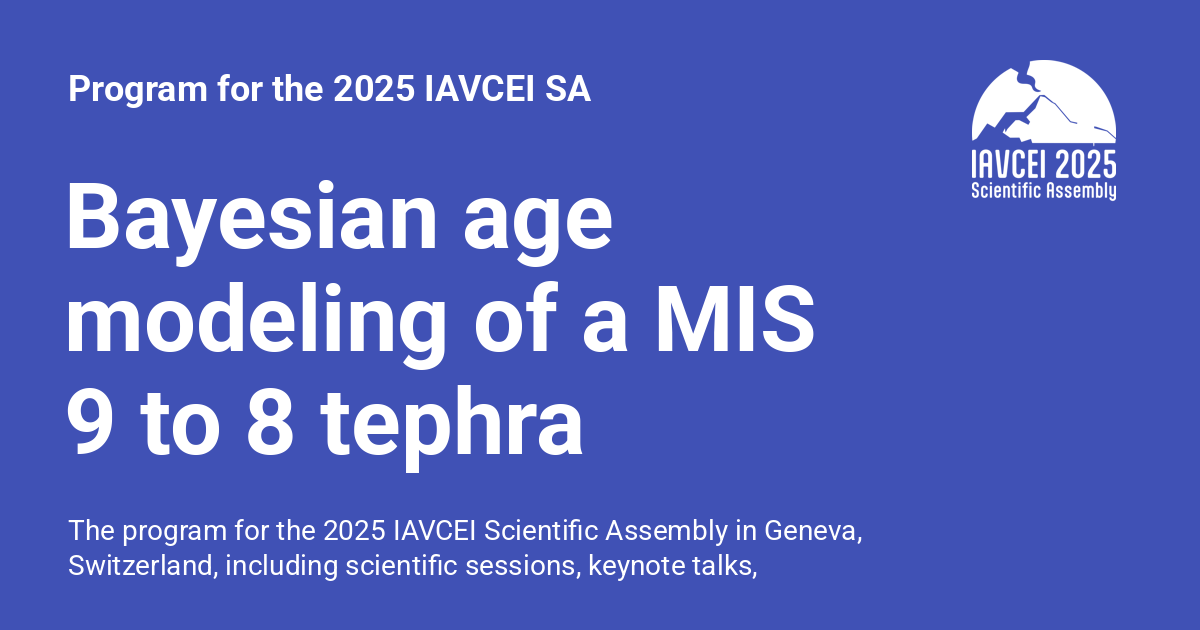 Program for the 2025 IAVCEI SA
IAVCEI 2025
Scientific Assembly
Bayesian age
modeling of a MIS
9 to 8 tephra
The program for the 2025 IAVCEI Scientific Assembly in Geneva,
Switzerland, including scientific sessions, keynote talks,